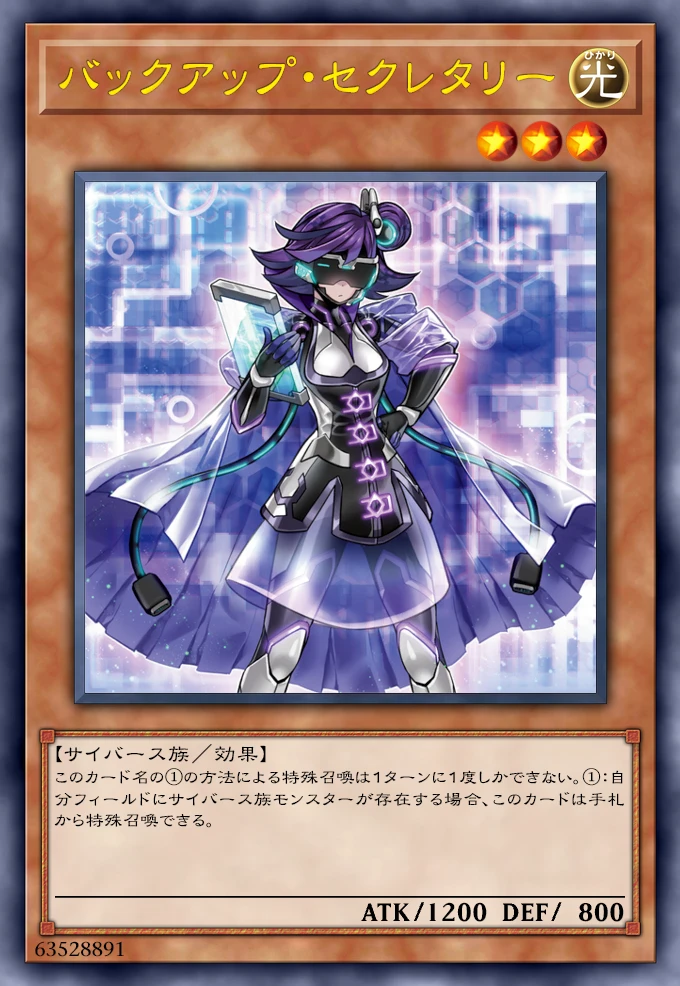 バックアップ・セクレタリー
ひかり
光
【サイバース族／効果】
このカード名の①の方法による特殊召喚は１ターンに１度しかできない。①：自
分フィールドにサイバース族モンスターが存在する場合、このカードは手札
から特殊召喚できる。
ATK/1200 DEF/ 800
63528891